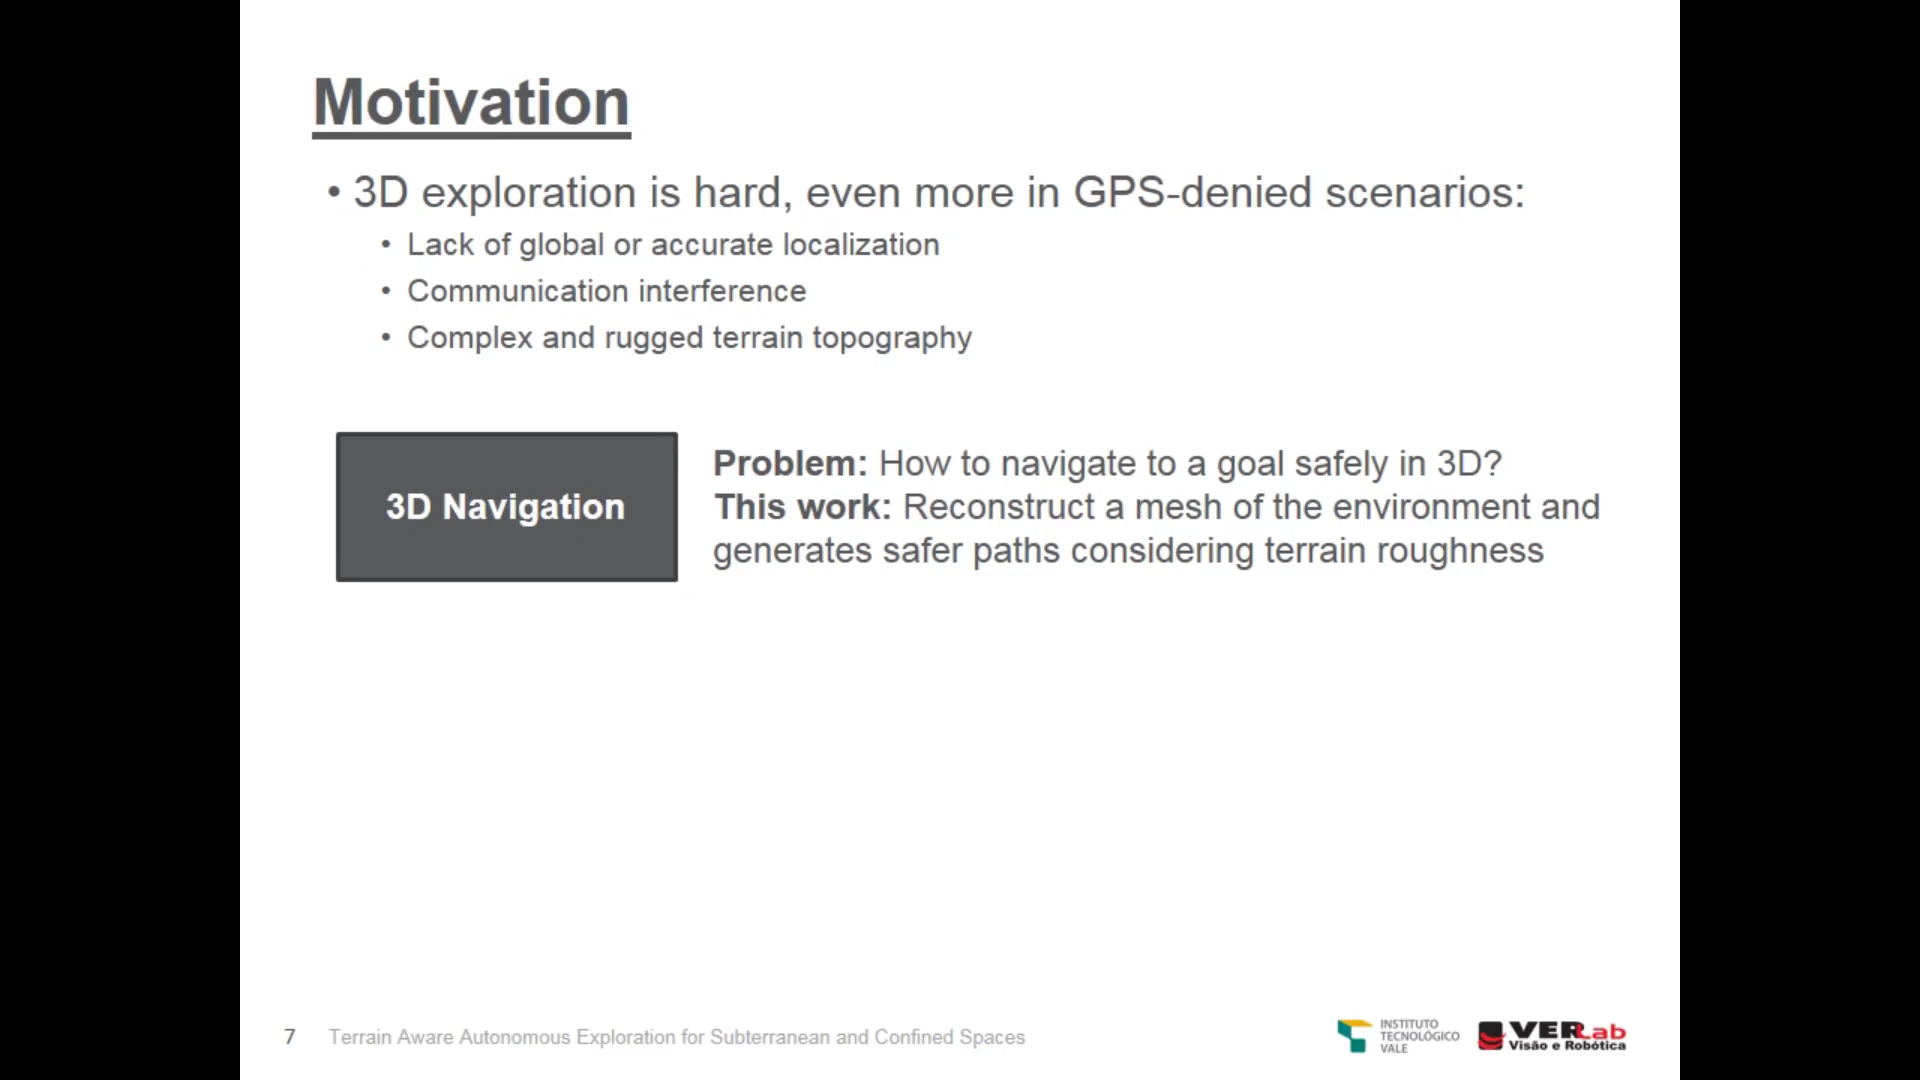 Motivation
• 3D exploration is hard, even more in GPS-denied scenarios:
• Lack of global or accurate localization
• Communication interference
• Complex and rugged terrain topography
3D Navigation
Problem: How to navigate to a goal safely in 3D?
This work: Reconstruct a mesh of the environment and
generates safer paths considering terrain roughness
7 Terrain Aware Autonomous Exploration for Subterranean and Confined Spaces
INSTITUTO
TECNOLÓGICO
VALE
VERLab
Visão e Robótica